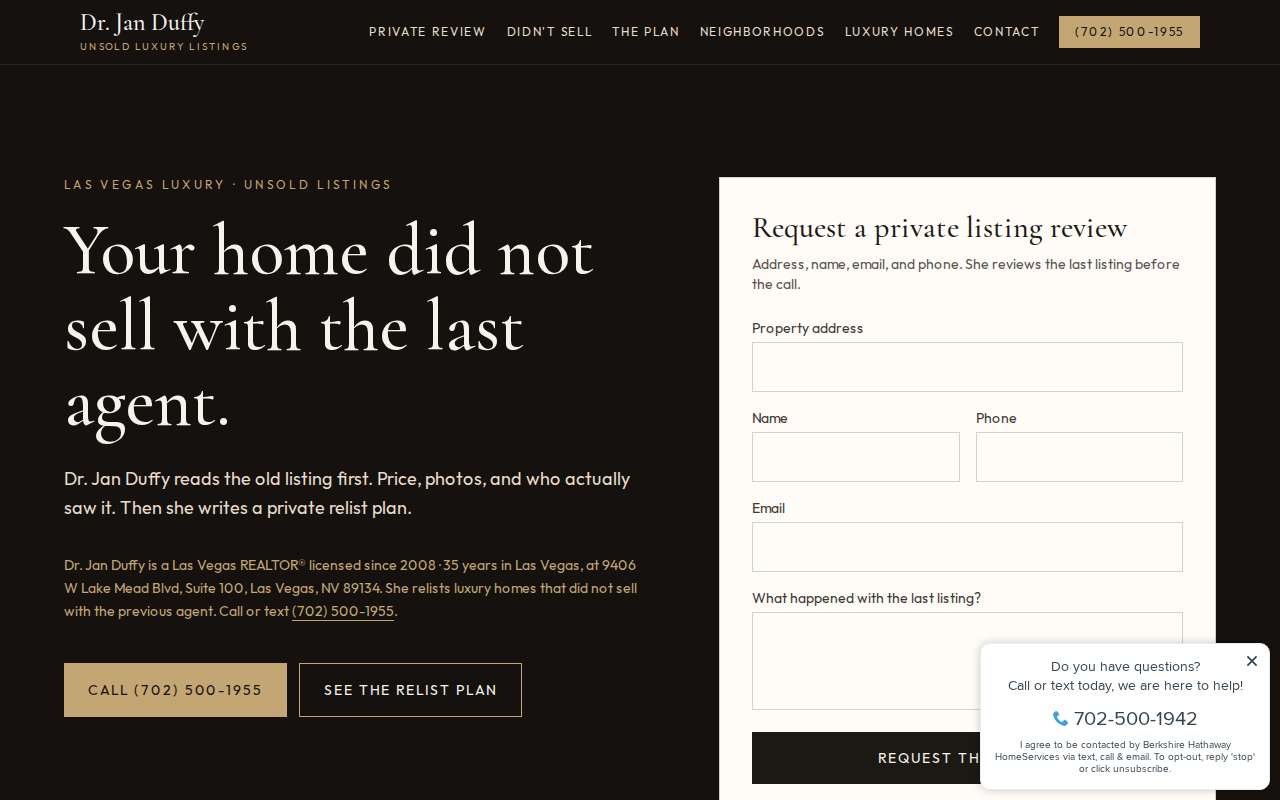 Dr. Jan Duffy
UNSOLD LUXURY LISTINGS
PRIVATE REVIEW
DIDN'T SELL
THE PLAN
NEIGHBORHOODS
LUXURY HOMES
CONTACT
(702) 500-1955
LAS VEGAS LUXURY · UNSOLD LISTINGS
Your home did not
sell with the last
agent.
Dr. Jan Duffy reads the old listing first. Price, photos, and who actually
saw it. Then she writes a private relist plan.
Dr. Jan Duffy is a Las Vegas REALTOR® licensed since 2008 · 35 years in Las Vegas, at 9406
W Lake Mead Blvd, Suite 100, Las Vegas, NV 89134. She relists luxury homes that did not sell
with the previous agent. Call or text (702) 500-1955.
CALL (702) 500-1955
SEE THE RELIST PLAN
Request a private listing review
Address, name, email, and phone. She reviews the last listing before
the call.
Property address
Name
Phone
Email
What happened with the last listing?
REQUEST TH
Do you have questions?
Call or text today, we are here to help!
702-500-1942
I agree to be contacted by Berkshire Hathaway
HomeServices via text, call & email. To opt-out, reply 'stop'
or click unsubscribe.